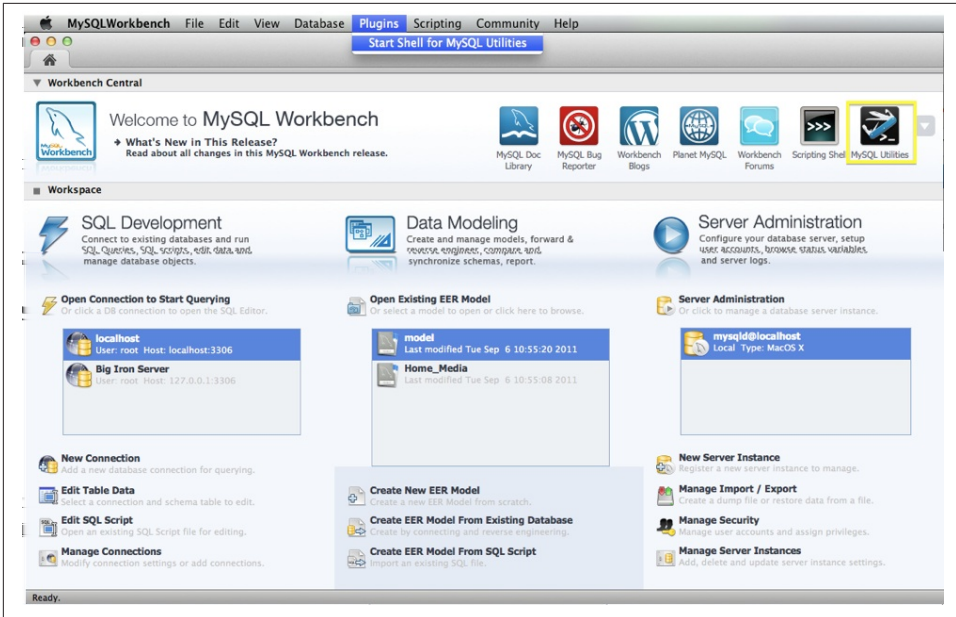 MySQLWorkbench File Edit View Database Plugins Scripting Community Help
Start Shell for MySQL Utilities
Workbench Central
MySQL
Workbench
Welcome to MySQL Workbench
What's New in This Release?
Read about all changes in this MySQL Workbench release.
MySQL Doc
Library
MySQL Bug
Reporter
Workbench
Blogs
Planet MySQL
Workbench
Forums
Scripting Shel
MySQL Utilities
Workspace
SQL Development
Connect to existing databases and run
SQL Queries, SQL scripts, edit data and
manage database objects.
Data Modeling
Create and manage models, forward &
reverse engineer, compare and
synchronize schemas, report.
Server Administration
Configure your database server, setup
user accounts, browse status variables
and server logs.
Open Connection to Start Querying
Or click a DB connection to open the SQL Editor.
localhost
User: root Host: localhost:3306
Big Iron Server
User: root Host: 127.0.0.1:3306
New Connection
Add a new database connection for querying.
Edit Table Data
Select a connection and schema table to edit.
Edit SQL Script
Open an existing SQL Script file for editing.
Manage Connections
Modify connection settings or add connections.
Open Existing EER Model
Or select a model to open or click here to browse.
model
Last modified Tue Sep 6 10:55:20 2011
Home_Media
Last modified Tue Sep 6 10:55:08 2011
Create New EER Model
Create a new EER Model from scratch.
Create EER Model From Existing Database
Create by connecting and reverse engineering.
Create EER Model From SQL Script
Import an existing SQL file.
Server Administration
Or click to manage a database server instance.
mysqld@localhost
Local Type: MacOS X
New Server Instance
Register a new server instance to manage.
Manage Import / Export
Create a dump file or restore data from a file.
Manage Security
Manage user accounts and assign privileges.
Manage Server Instances
Add, delete and update server instance settings.
Ready.